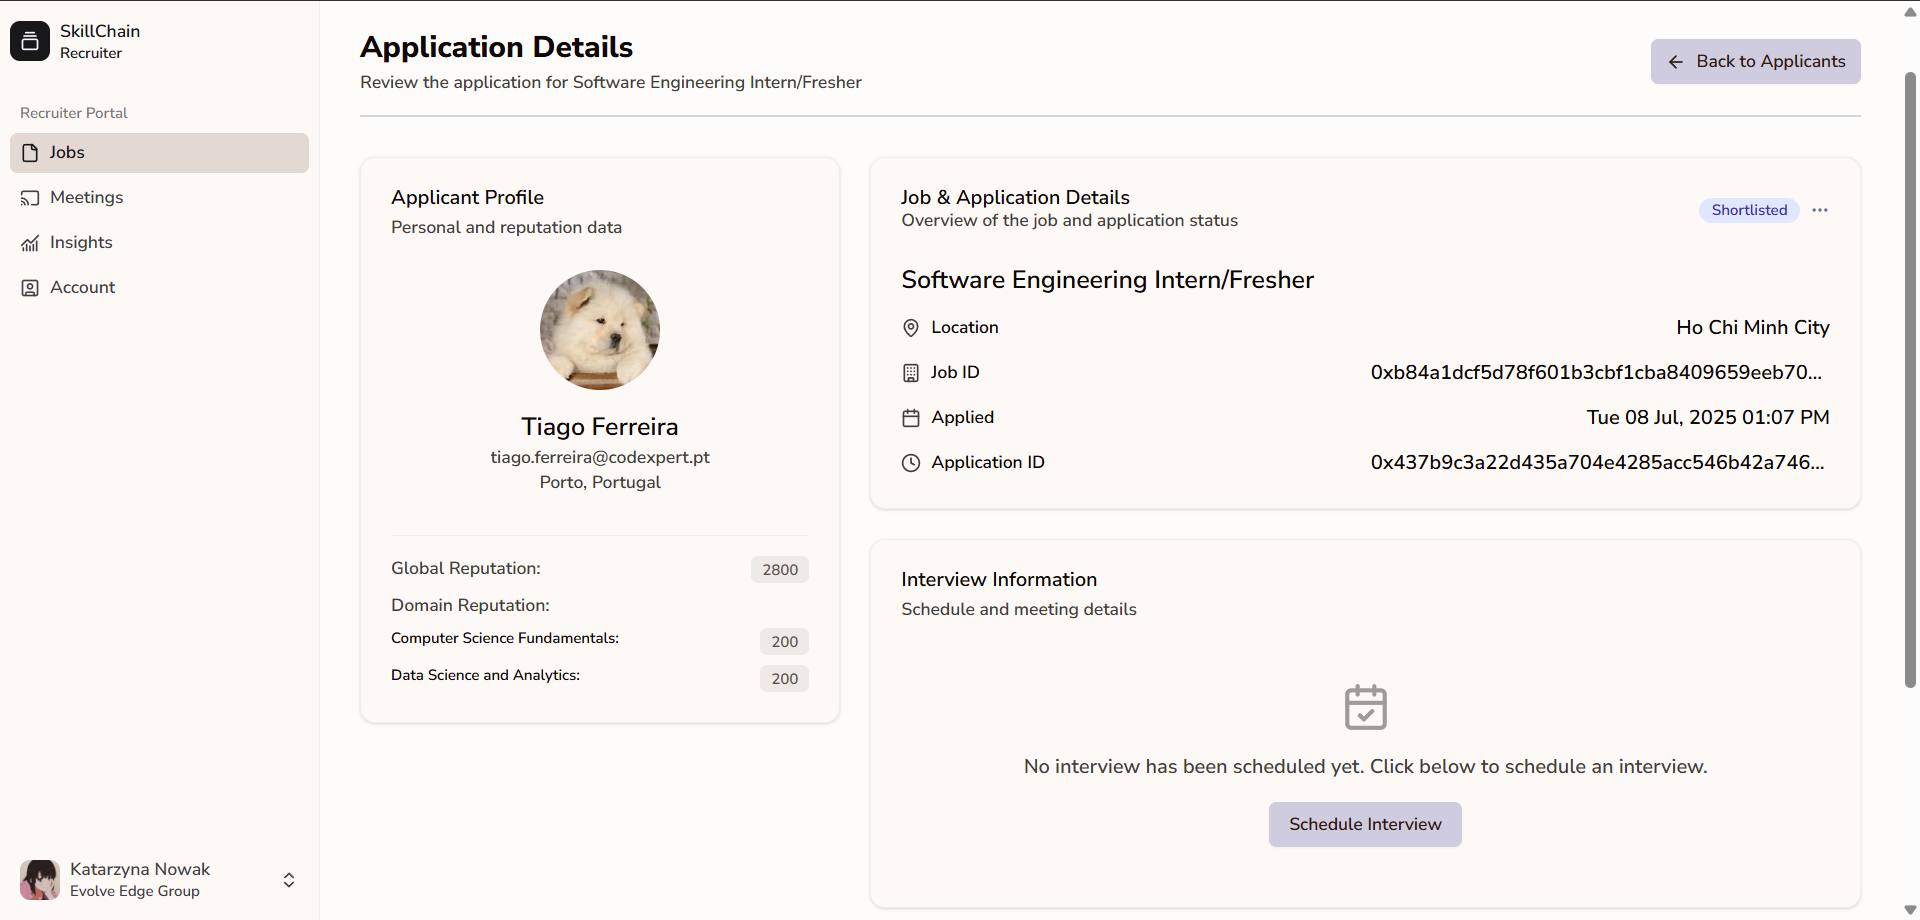 SkillChain
Recruiter
Recruiter Portal
Jobs
Meetings
Insights
Account
Katarzyna Nowak
Evolve Edge Group
Application Details
Review the application for Software Engineering Intern/Fresher
Back to Applicants
Applicant Profile
Personal and reputation data
Tiago Ferreira
tiago.ferreira@codexpert.pt
Porto, Portugal
Global Reputation: 2800
Domain Reputation:
Computer Science Fundamentals: 200
Data Science and Analytics: 200
Job & Application Details
Overview of the job and application status
Shortlisted
Software Engineering Intern/Fresher
Location Ho Chi Minh City
Job ID 0xb84a1dcf5d78f601b3cbf1cba8409659eeb70...
Applied Tue 08 Jul, 2025 01:07 PM
Application ID 0x437b9c3a22d435a704e4285acc546b42a746...
Interview Information
Schedule and meeting details
No interview has been scheduled yet. Click below to schedule an interview.
Schedule Interview